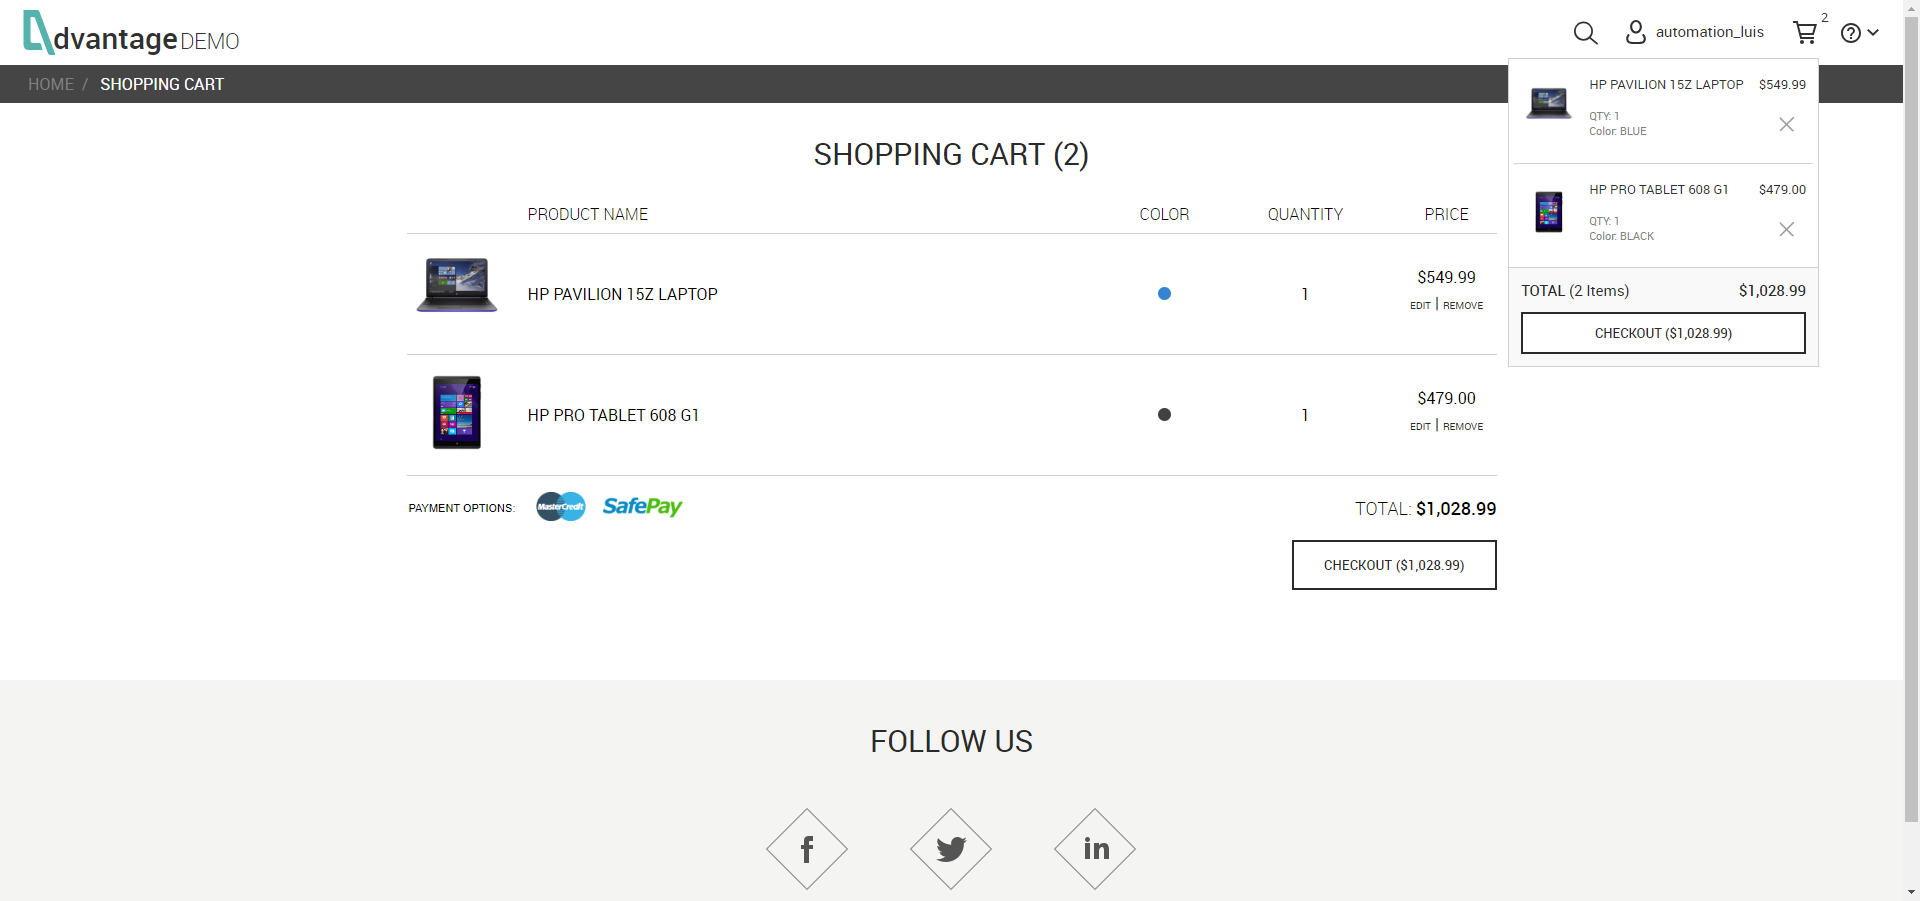 dvantage DEMO
automation_luis
2
HOME / SHOPPING CART
HP PAVILION 15Z LAPTOP $549.99
QTY: 1
Color: BLUE
HP PRO TABLET 608 G1 $479.00
QTY: 1
Color: BLACK
TOTAL (2 Items) $1,028.99
CHECKOUT ($1,028.99)
SHOPPING CART (2)
PRODUCT NAME COLOR QUANTITY PRICE
HP PAVILION 15Z LAPTOP 1 $549.99
EDIT | REMOVE
HP PRO TABLET 608 G1 1 $479.00
EDIT | REMOVE
PAYMENT OPTIONS: MasterCredit SafePay TOTAL: $1,028.99
CHECKOUT ($1,028.99)
FOLLOW US
f in